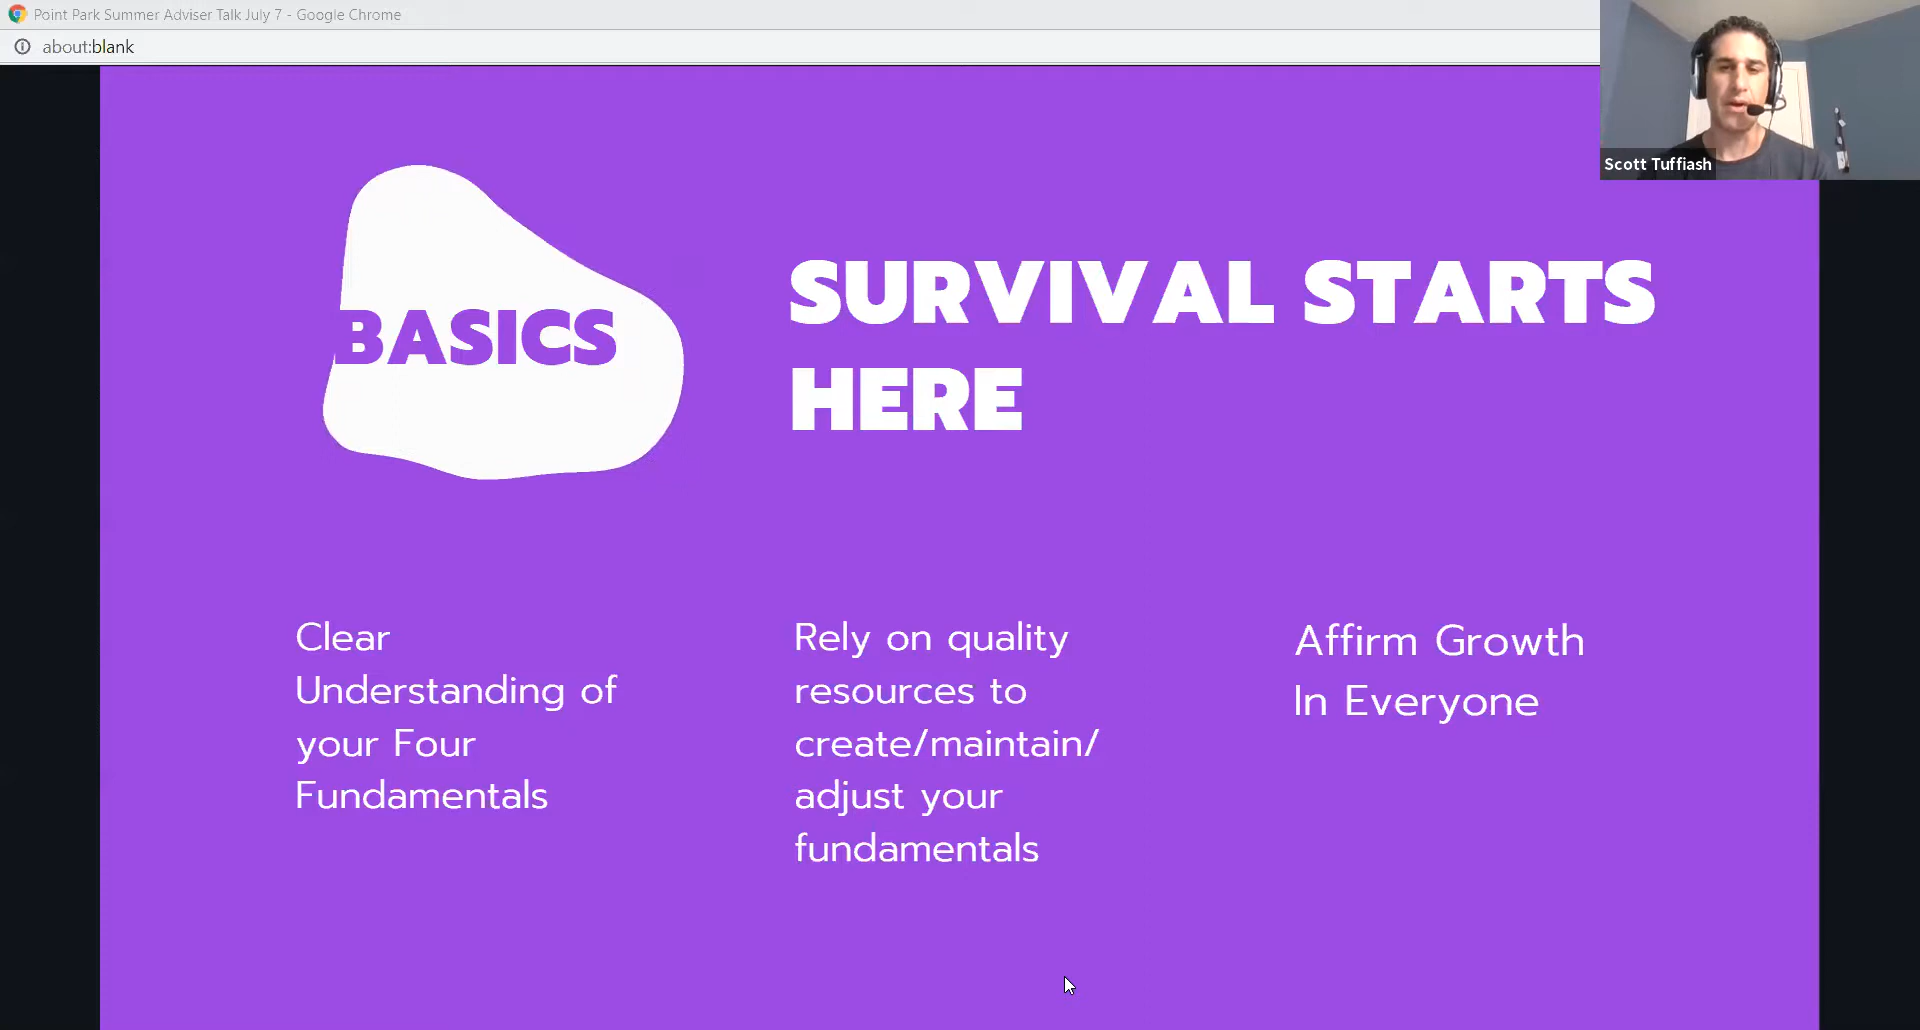 Point Park Summer Adviser Talk July 7 - Google Chrome
about:blank
Scott Tuffiash
BASICS
SURVIVAL STARTS
HERE
Clear
Understanding of
your Four
Fundamentals
Rely on quality
resources to
create/maintain/
adjust your
fundamentals
Affirm Growth
In Everyone